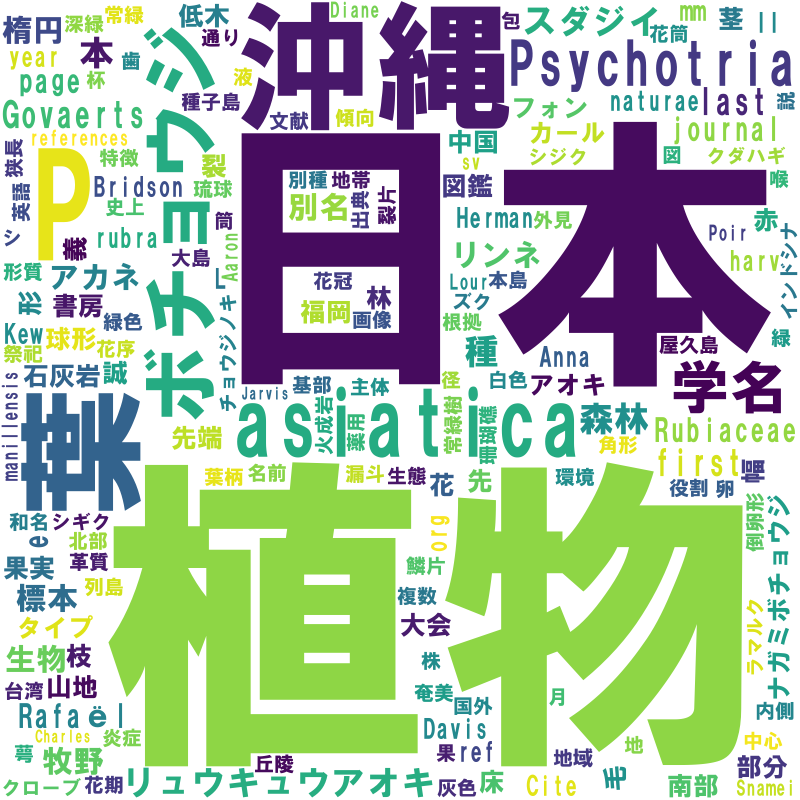 楕円
深緑
常緑
低木
通り
Diane
包
スダジイ
mm
茎
||
year
本
歯
液
沖縄
花筒
page
杯
種子島
Psychotria
説
Govaerts
ボチョウジ
文献
傾向
フォン
naturae
last
references
P
特徴
裂
中国
カール
journal
狭長
Bridson
琉球
日本
別種
地帯
出典
裂片
sv
シジク
図
クダハギ
喉
英語
史上
筒
別名
図鑑
シ
義
rubra
大島
Aaron
Herman
外見
赤
Poir
インドシナ
形質
アカネ
チョウジノキ
L
花冠
林
リンネ
harv
形
書房
福岡
画像
Lour
本島
ズク
Kew
球形
緑色
根拠
種
屋久島
緑
祭祀
花序
Anna
石灰岩
誠
Jarvis
基部
主体
径
白色
アオキ
学名
manillensis
葉
火成岩
薬用
asiatica
常緑樹
珊瑚礁
森林
Rubiaceae
先端
角形
first
幅
葉柄
名前
漏斗
生態
花
先
環境
役割
卵
和名
シギク
植物
org
倒卵形
ナガミボチョウジ
e
北部
果実
革質
鱗片
標本
列島
複数
タイプ
大会
ラマルク
生物
枝
株
台湾
山地
奄美
国外
月
内側
Rafaël
炎症
Davis
Charles
地
萼
牧野
丘陵
果
ref
地域
中心
クローブ
花期
リュウキュウアオキ
灰色
床
Cite
毛
南部
部分
Snamei